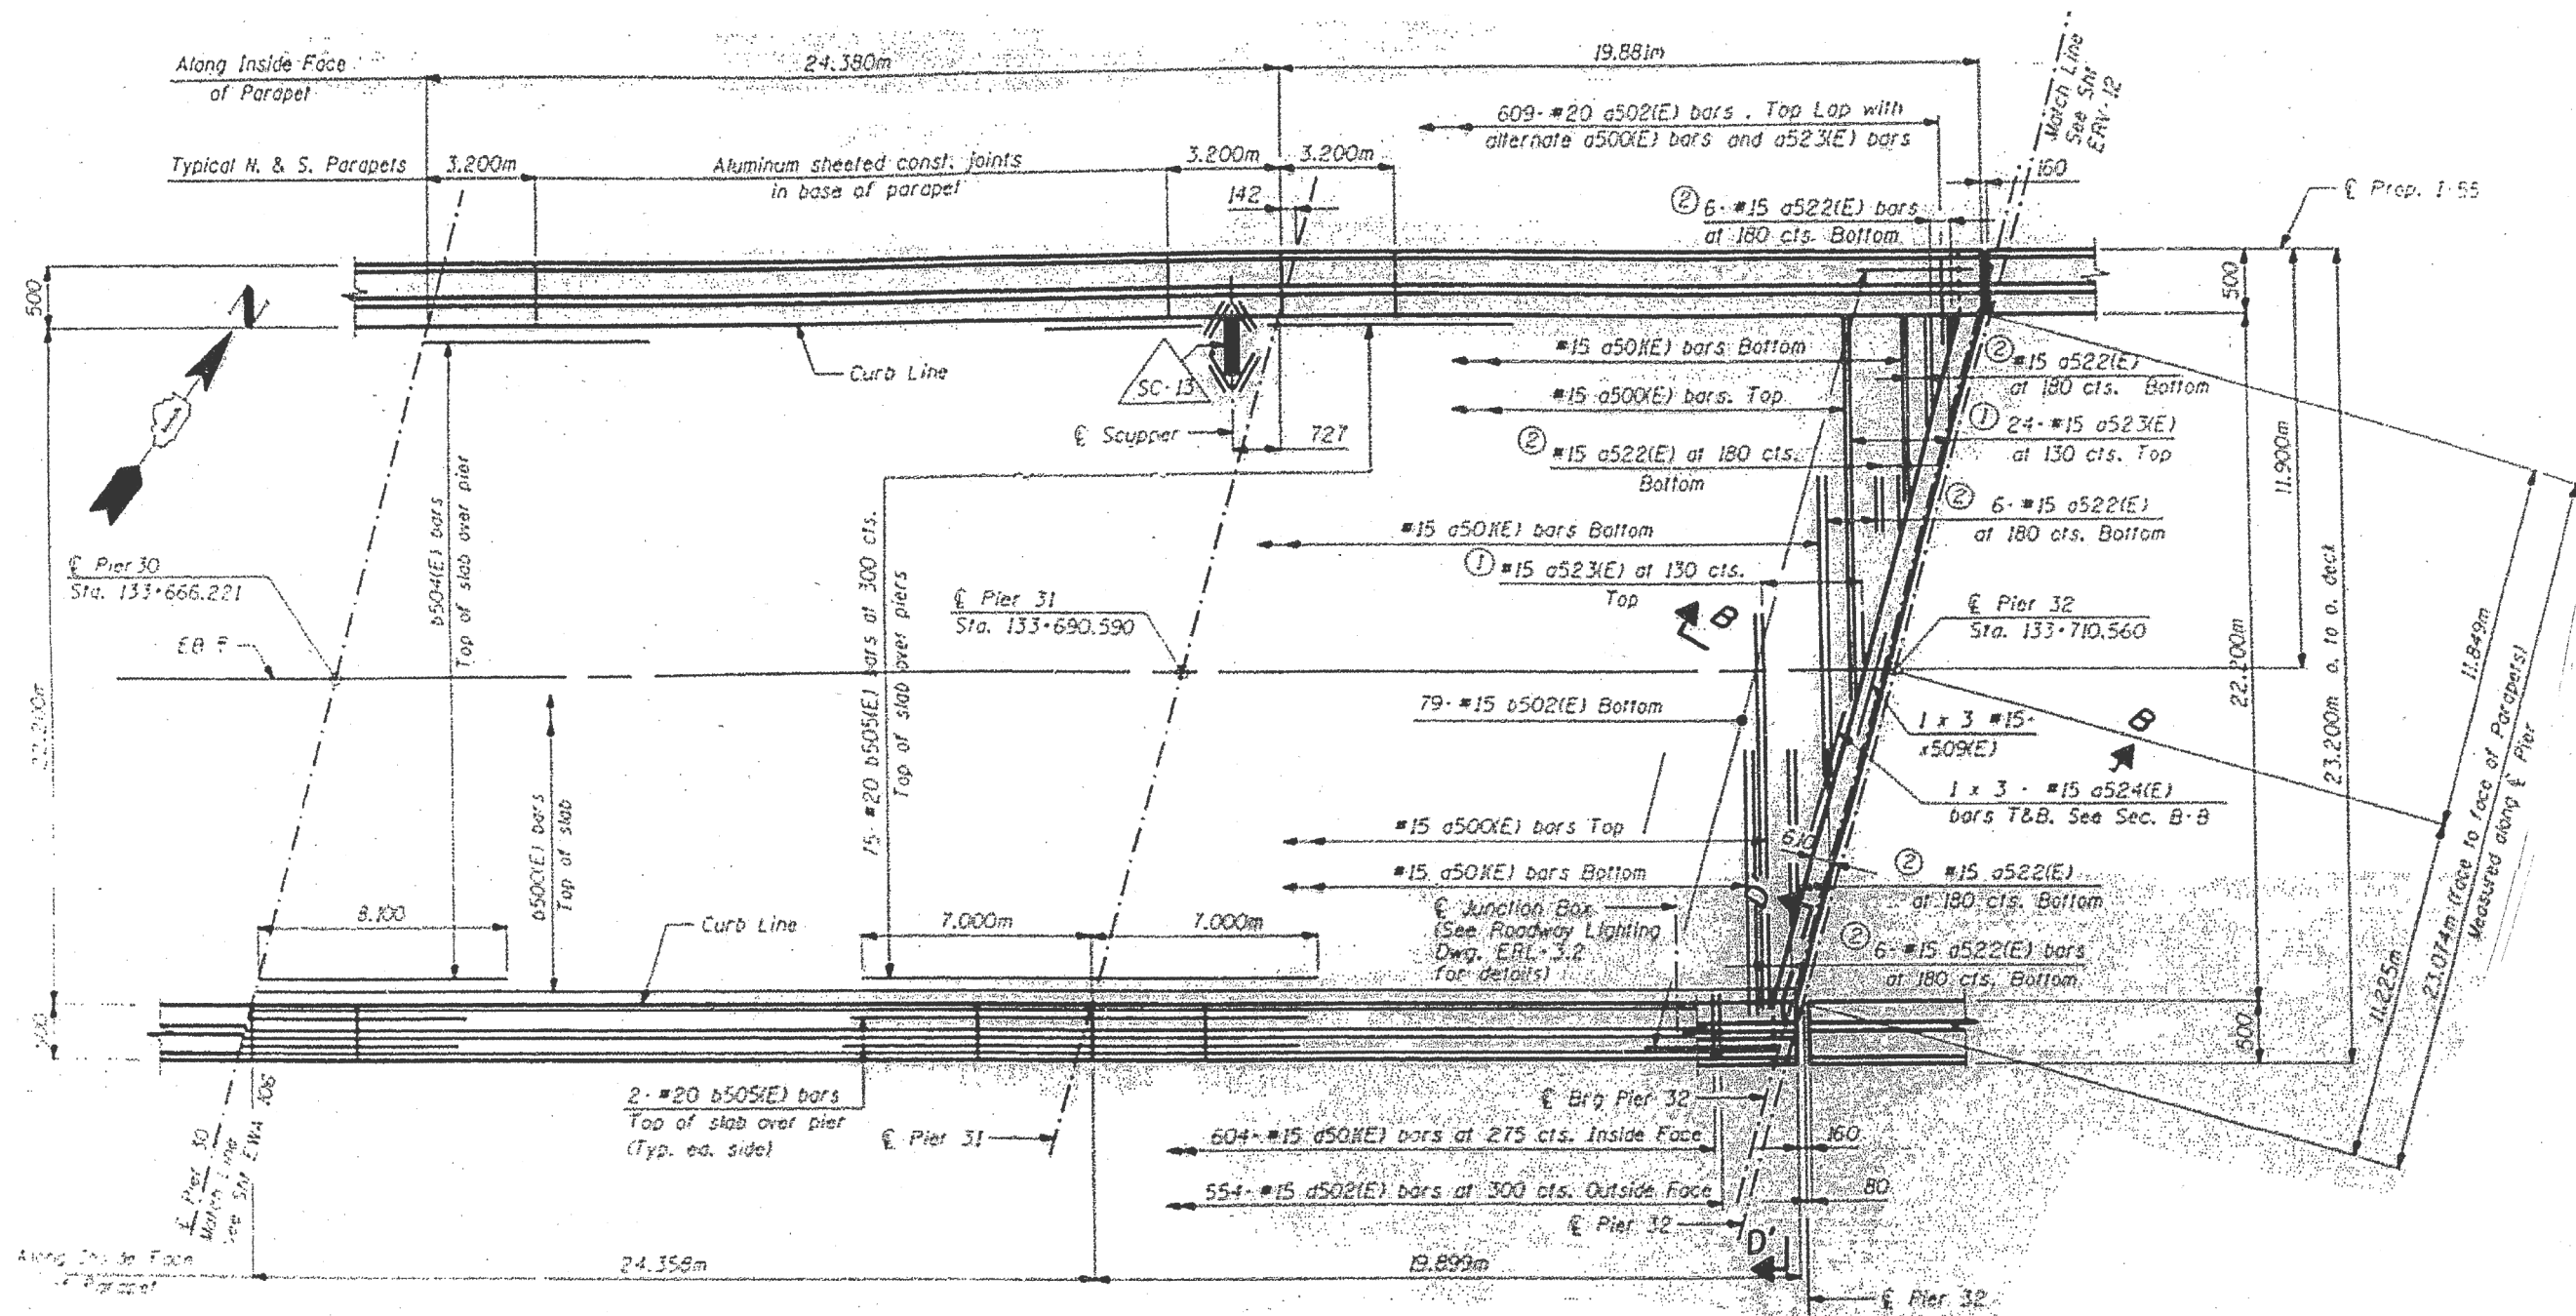 Along Inside Face
of Parapet
24.380m
19.881m
Match Line
See Sht
ERV-12
609-#20 a502(E) bars . Top Lap with
alternate a500(E) bars and a523(E) bars
Typical N. & S. Parapets
3.200m
Aluminum sheeted const. joints
in base of parapet
3.200m
3.200m
142
160
℄ Prop. I-55
② 6-#15 a522(E) bars
at 180 cts. Bottom
500
N
1
500
Curb Line
SC-13
℄ Scupper
727
#15 a501(E) bars Bottom
#15 a500(E) bars. Top
② #15 a522(E) at 180 cts.
Bottom
② #15 a522(E)
at 180 cts. Bottom
① 24-#15 a523(E)
at 130 cts. Top
② 6-#15 a522(E)
at 180 cts. Bottom
#15 a501(E) bars Bottom
① #15 a523(E) at 130 cts.
Top
11.900m
℄ Pier 30
Sta. 133+666.221
b504(E) bars
Top of slab over pier
15-#20 b505(E) bars at 300 cts.
Top of slab over piers
℄ Pier 31
Sta. 133+690.590
℄ Pier 32
Sta. 133+710.560
B
EB
22.200m
23.200m o. to o. deck
11.849m
23.074m (Face to face of Parapets)
Measured along ℄ Pier
11.225m
79-#15 b502(E) Bottom
1 x 3 #15-
x509(E)
B
1 x 3 - #15 a524(E)
bars T&B. See Sec. B-B
22.200m
b500(E) bars
Top of slab
#15 a500(E) bars Top
#15 a501(E) bars Bottom
610
② #15 a522(E)
at 180 cts. Bottom
8.100
Curb Line
7.000m
7.000m
℄ Junction Box
(See Roadway Lighting
Dwg. ERL-3.2
for details)
② 6-#15 a522(E) bars
at 180 cts. Bottom
500
500
106
2-#20 b505(E) bars
Top of slab over pier
(Typ. ea. side)
℄ Pier 31
℄ Brg Pier 32
604-#15 a501(E) bars at 275 cts. Inside Face
160
554-#15 a502(E) bars at 300 cts. Outside Face
80
℄ Pier 32
℄ Pier 30
Match Line
See Sht
D'
Along Inside Face
of Parapet
24.358m
19.899m
℄ Pier 32